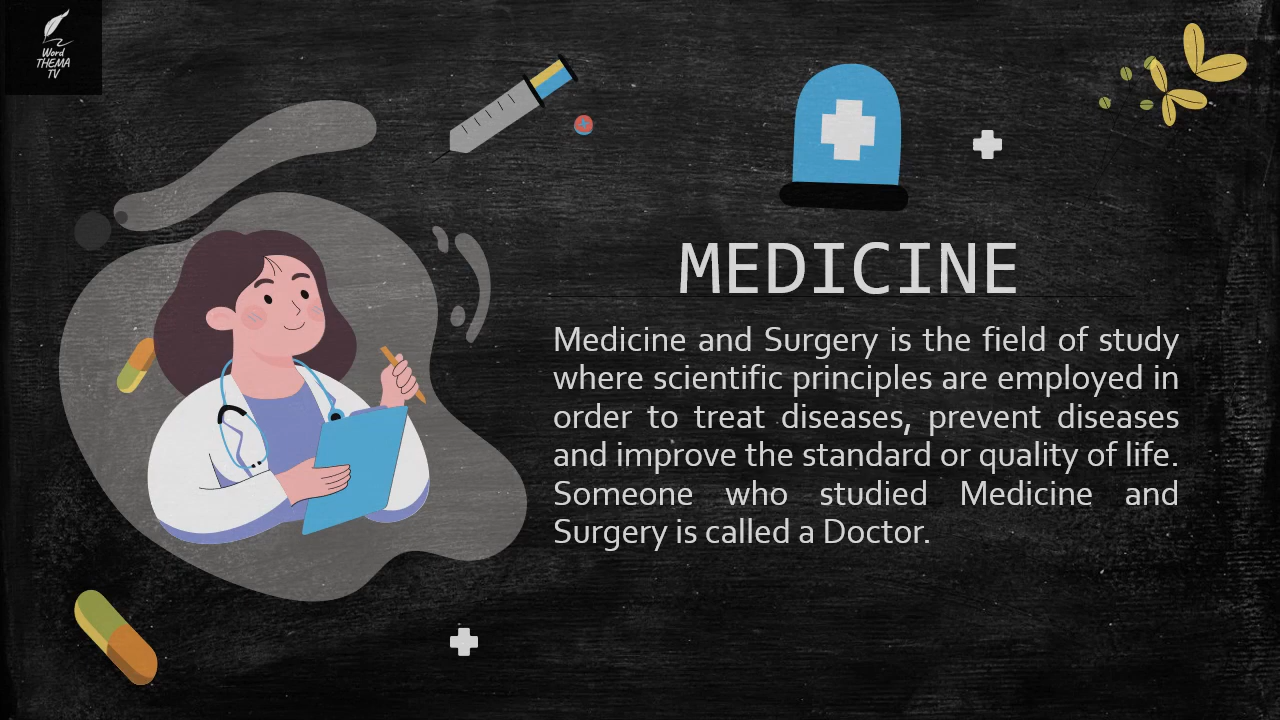 Word
THEMA
TV
MEDICINE
Medicine and Surgery is the field of study
where scientific principles are employed in
order to treat diseases, prevent diseases
and improve the standard or quality of life.
Someone who studied Medicine and
Surgery is called a Doctor.